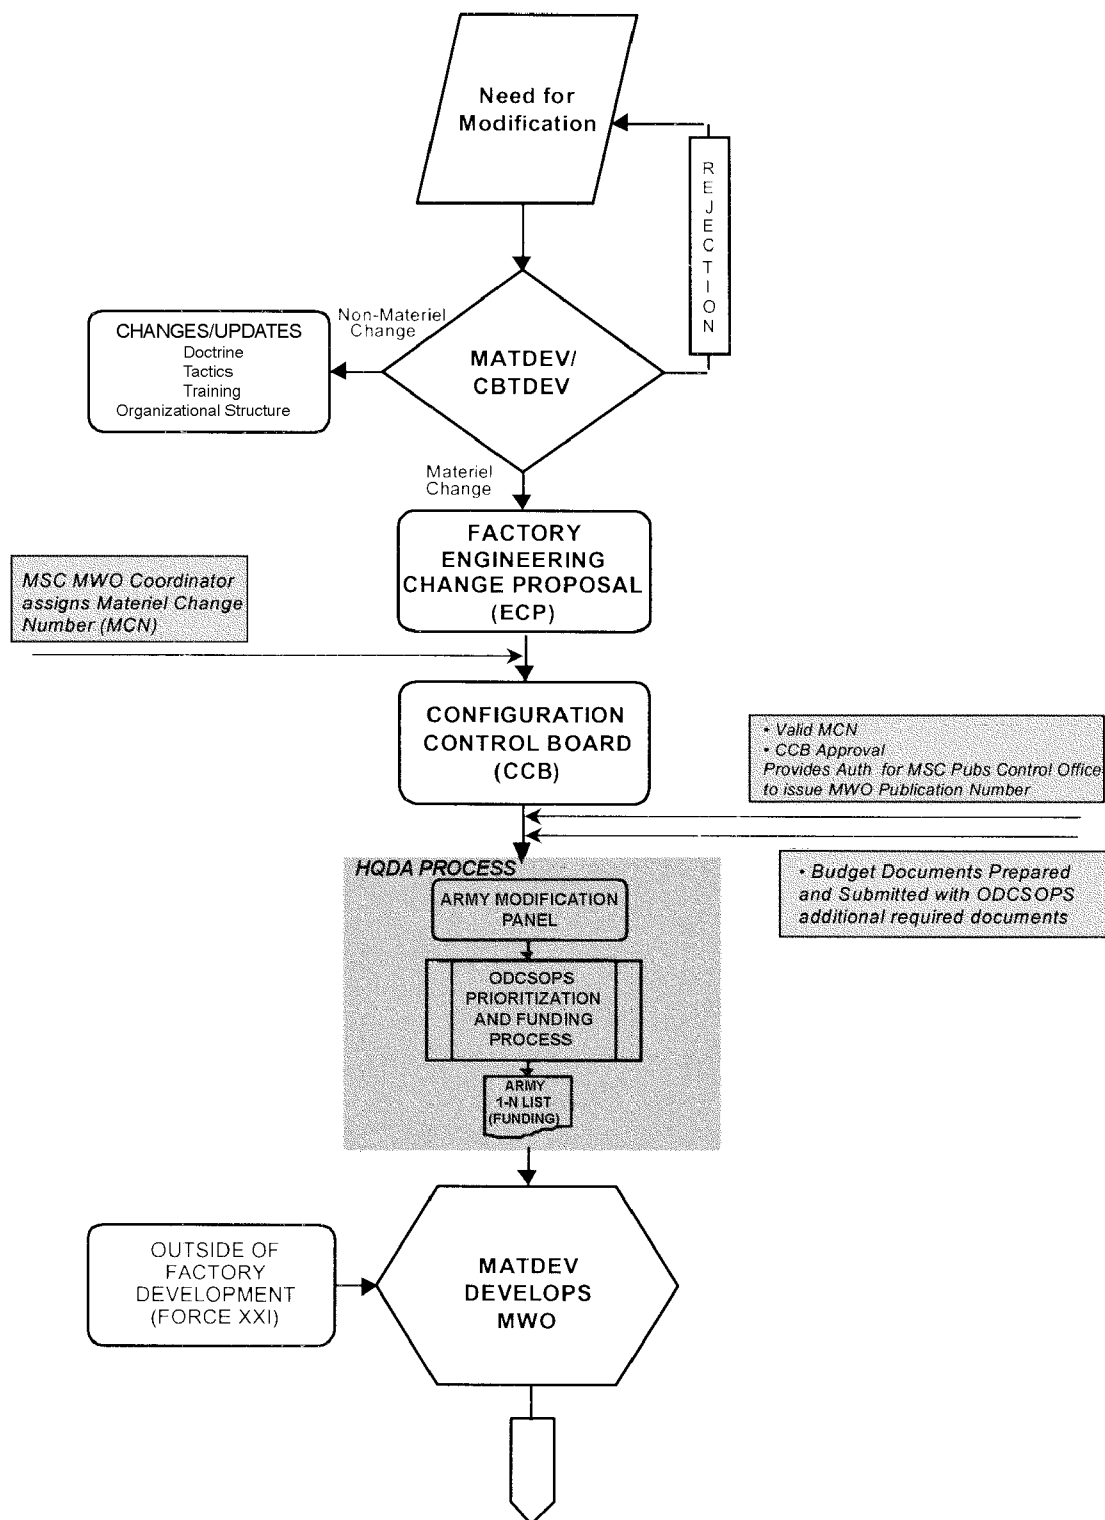 Need for
Modification
REJECTION
Non-Materiel
Change
CHANGES/UPDATES
Doctrine
Tactics
Training
Organizational Structure
MATDEV/
CBTDEV
Materiel
Change
FACTORY
ENGINEERING
CHANGE PROPOSAL
(ECP)
MSC MWO Coordinator
assigns Materiel Change
Number (MCN)
CONFIGURATION
CONTROL BOARD
(CCB)
• Valid MCN
• CCB Approval
Provides Auth for MSC Pubs Control Office
to issue MWO Publication Number
• Budget Documents Prepared
and Submitted with ODCSOPS
additional required documents
HQDA PROCESS
ARMY MODIFICATION
PANEL
ODCSOPS
PRIORITIZATION
AND FUNDING
PROCESS
ARMY
1-N LIST
(FUNDING)
OUTSIDE OF
FACTORY
DEVELOPMENT
(FORCE XXI)
MATDEV
DEVELOPS
MWO